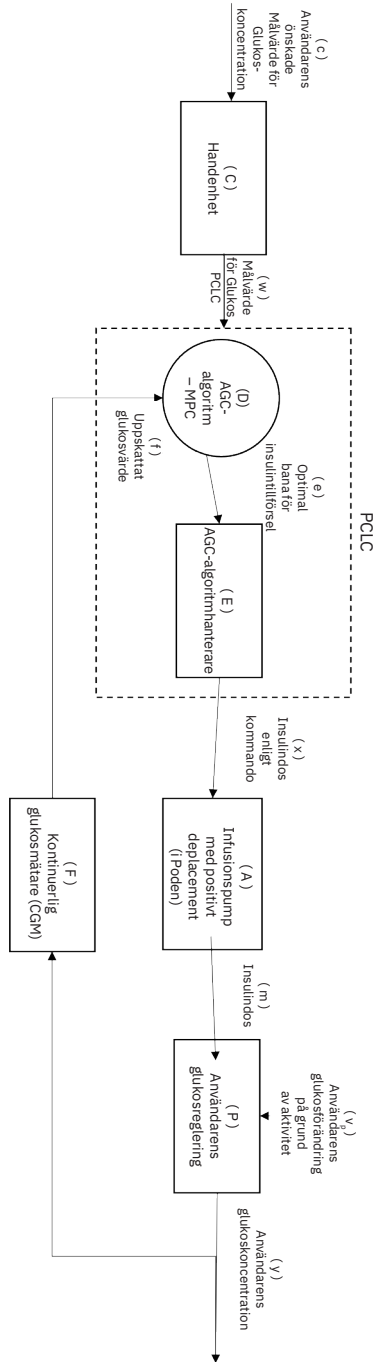 ( c )
Användarens
önskade
Målvärde för
Glukos-
koncentration
( C )
Handenhet
( w )
Målvärde
för Glukos
PCLC
PCLC
( D )
AGC-
algoritm
– MPC
( e )
Optimal
bana för
insulintillförsel
( E )
AGC-algoritmhanterare
( f )
Uppskattat
glukosvärde
( x )
Insulindos
enligt
kommando
( A )
Infusionspump
med positivt
deplacement
(i Poden)
( m )
Insulindos
( vp )
Användarens
glukosförändring
på grund
av aktivitet
( P )
Användarens
glukosreglering
( y )
Användarens
glukoskoncentration
( F )
Kontinuerlig
glukosmätare (CGM)